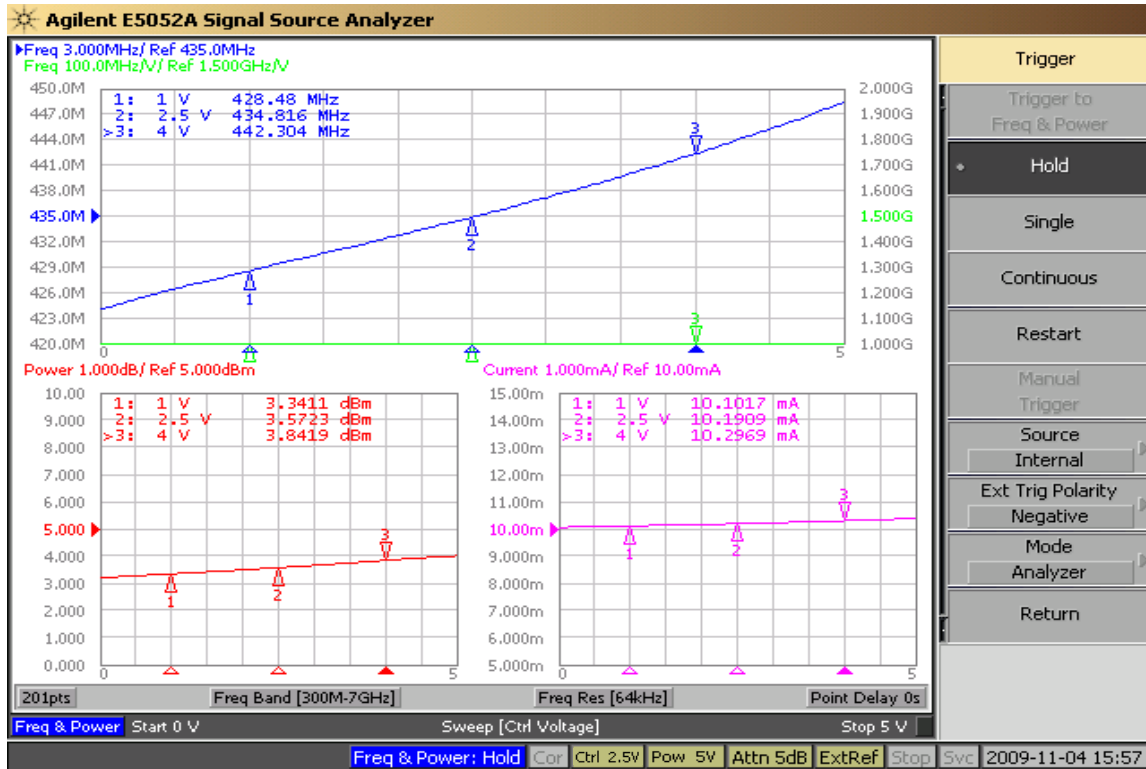 Agilent E5052A Signal Source Analyzer
Freq 3.000MHz/ Ref 435.0MHz
Freq 100.0MHz/V/ Ref 1.500GHz/V
450.0M
447.0M
444.0M
441.0M
438.0M
435.0M
432.0M
429.0M
426.0M
423.0M
420.0M
1: 1 V 428.48 MHz
2: 2.5 V 434.816 MHz
>3: 4 V 442.304 MHz
1
2
3
3
2.000G
1.900G
1.800G
1.700G
1.600G
1.500G
1.400G
1.300G
1.200G
1.100G
1.000G
0
5
Power 1.000dB/ Ref 5.000dBm
10.00
9.000
8.000
7.000
6.000
5.000
4.000
3.000
2.000
1.000
0.000
1: 1 V 3.3411 dBm
2: 2.5 V 3.5723 dBm
>3: 4 V 3.8419 dBm
1
2
3
0
5
Current 1.000mA/ Ref 10.00mA
15.00m
14.00m
13.00m
12.00m
11.00m
10.00m
9.000m
8.000m
7.000m
6.000m
5.000m
1: 1 V 10.1017 mA
2: 2.5 V 10.1909 mA
>3: 4 V 10.2969 mA
1
2
3
0
5
201pts
Freq Band [300M-7GHz]
Freq Res [64kHz]
Point Delay 0s
Freq & Power Start 0 V
Sweep [Ctrl Voltage]
Stop 5 V
Trigger
Trigger to
Freq & Power
Hold
Single
Continuous
Restart
Manual
Trigger
Source
Internal
Ext Trig Polarity
Negative
Mode
Analyzer
Return
Freq & Power: Hold Cor Ctrl 2.5V Pow 5V Attn 5dB ExtRef Stop Svc 2009-11-04 15:57